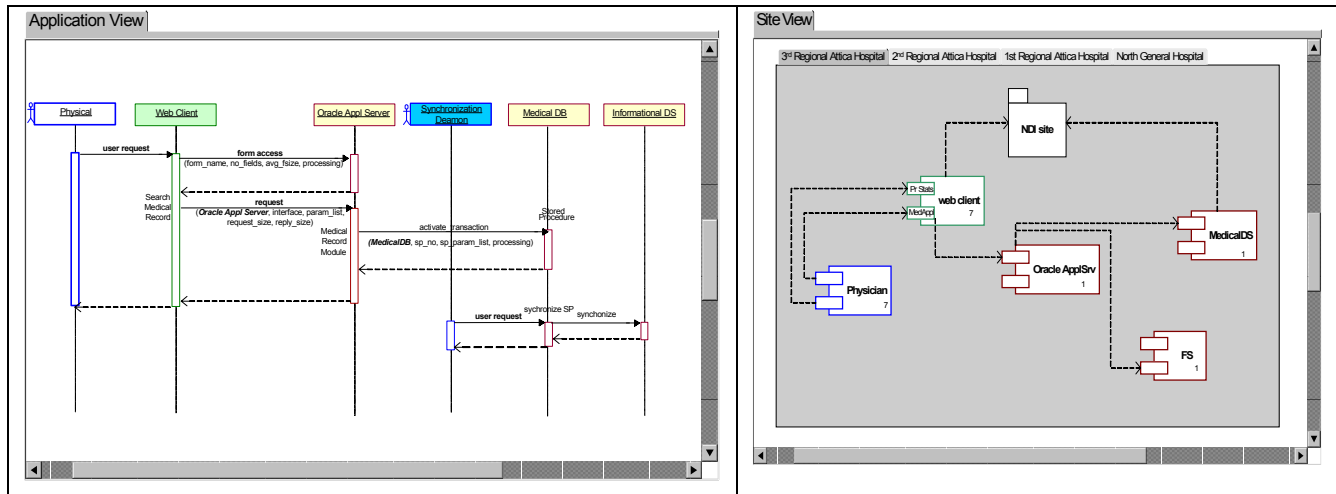 Application View
Physical
Web Client
Oracle Appl Server
Synchronization
Deamon
Medical DB
Informational DS
user request
form access
(form_name, no_fields, avg_fsize, processing)
Search
Medical
Record
request
(Oracle Appl Server, interface, param_list,
request_size, reply_size)
Medical
Record
Module
activate_transaction
(MedicalDB, sp_no, sp_param_list, processing)
Stored
Procedure
user request
sychronize SP
synchonize
Site View
3rd Regional Attica Hospital
2nd Regional Attica Hospital
1st Regional Attica Hospital
North General Hospital
NDI site
Pr Stats
MedAppl
web client
7
MedicalDS
1
Oracle ApplSrv
1
Physician
7
FS
1